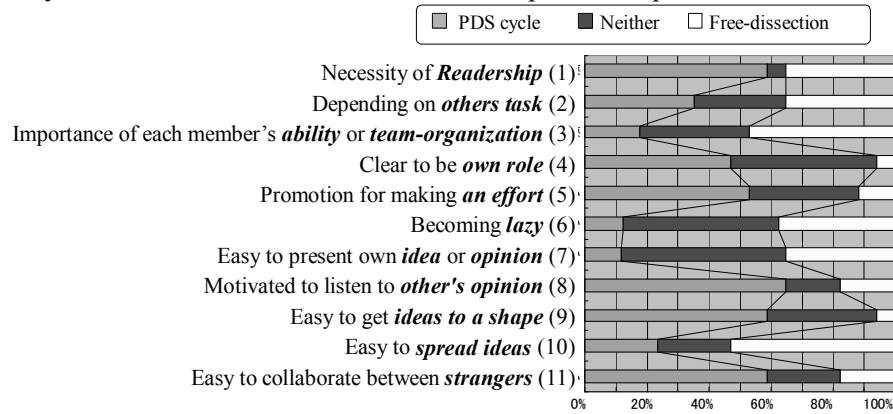 PDS cycle Neither Free-dissection
Necessity of Readership (1)
Depending on others task (2)
Importance of each member's ability or team-organization (3)
Clear to be own role (4)
Promotion for making an effort (5)
Becoming lazy (6)
Easy to present own idea or opinion (7)
Motivated to listen to other's opinion (8)
Easy to get ideas to a shape (9)
Easy to spread ideas (10)
Easy to collaborate between strangers (11)
0% 20% 40% 60% 80% 100%